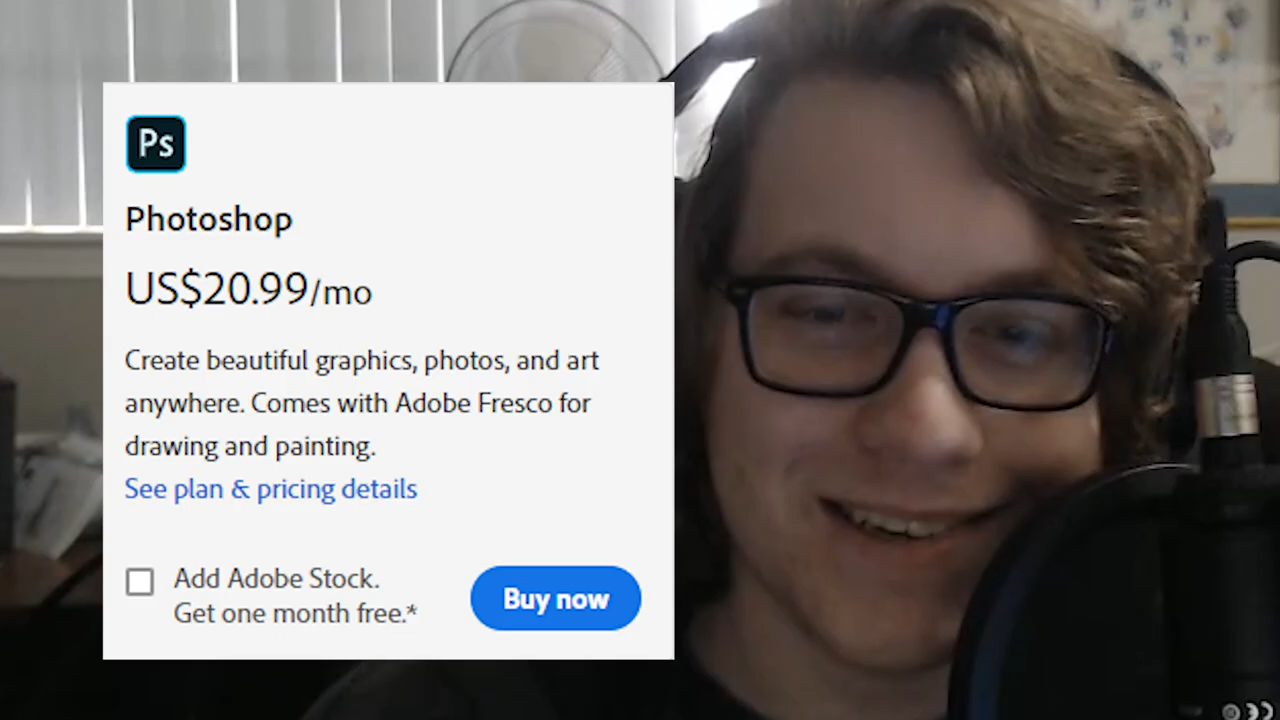 Ps
Photoshop
US$20.99/mo
Create beautiful graphics, photos, and art
anywhere. Comes with Adobe Fresco for
drawing and painting.
See plan & pricing details
Add Adobe Stock.
Get one month free.*
Buy now